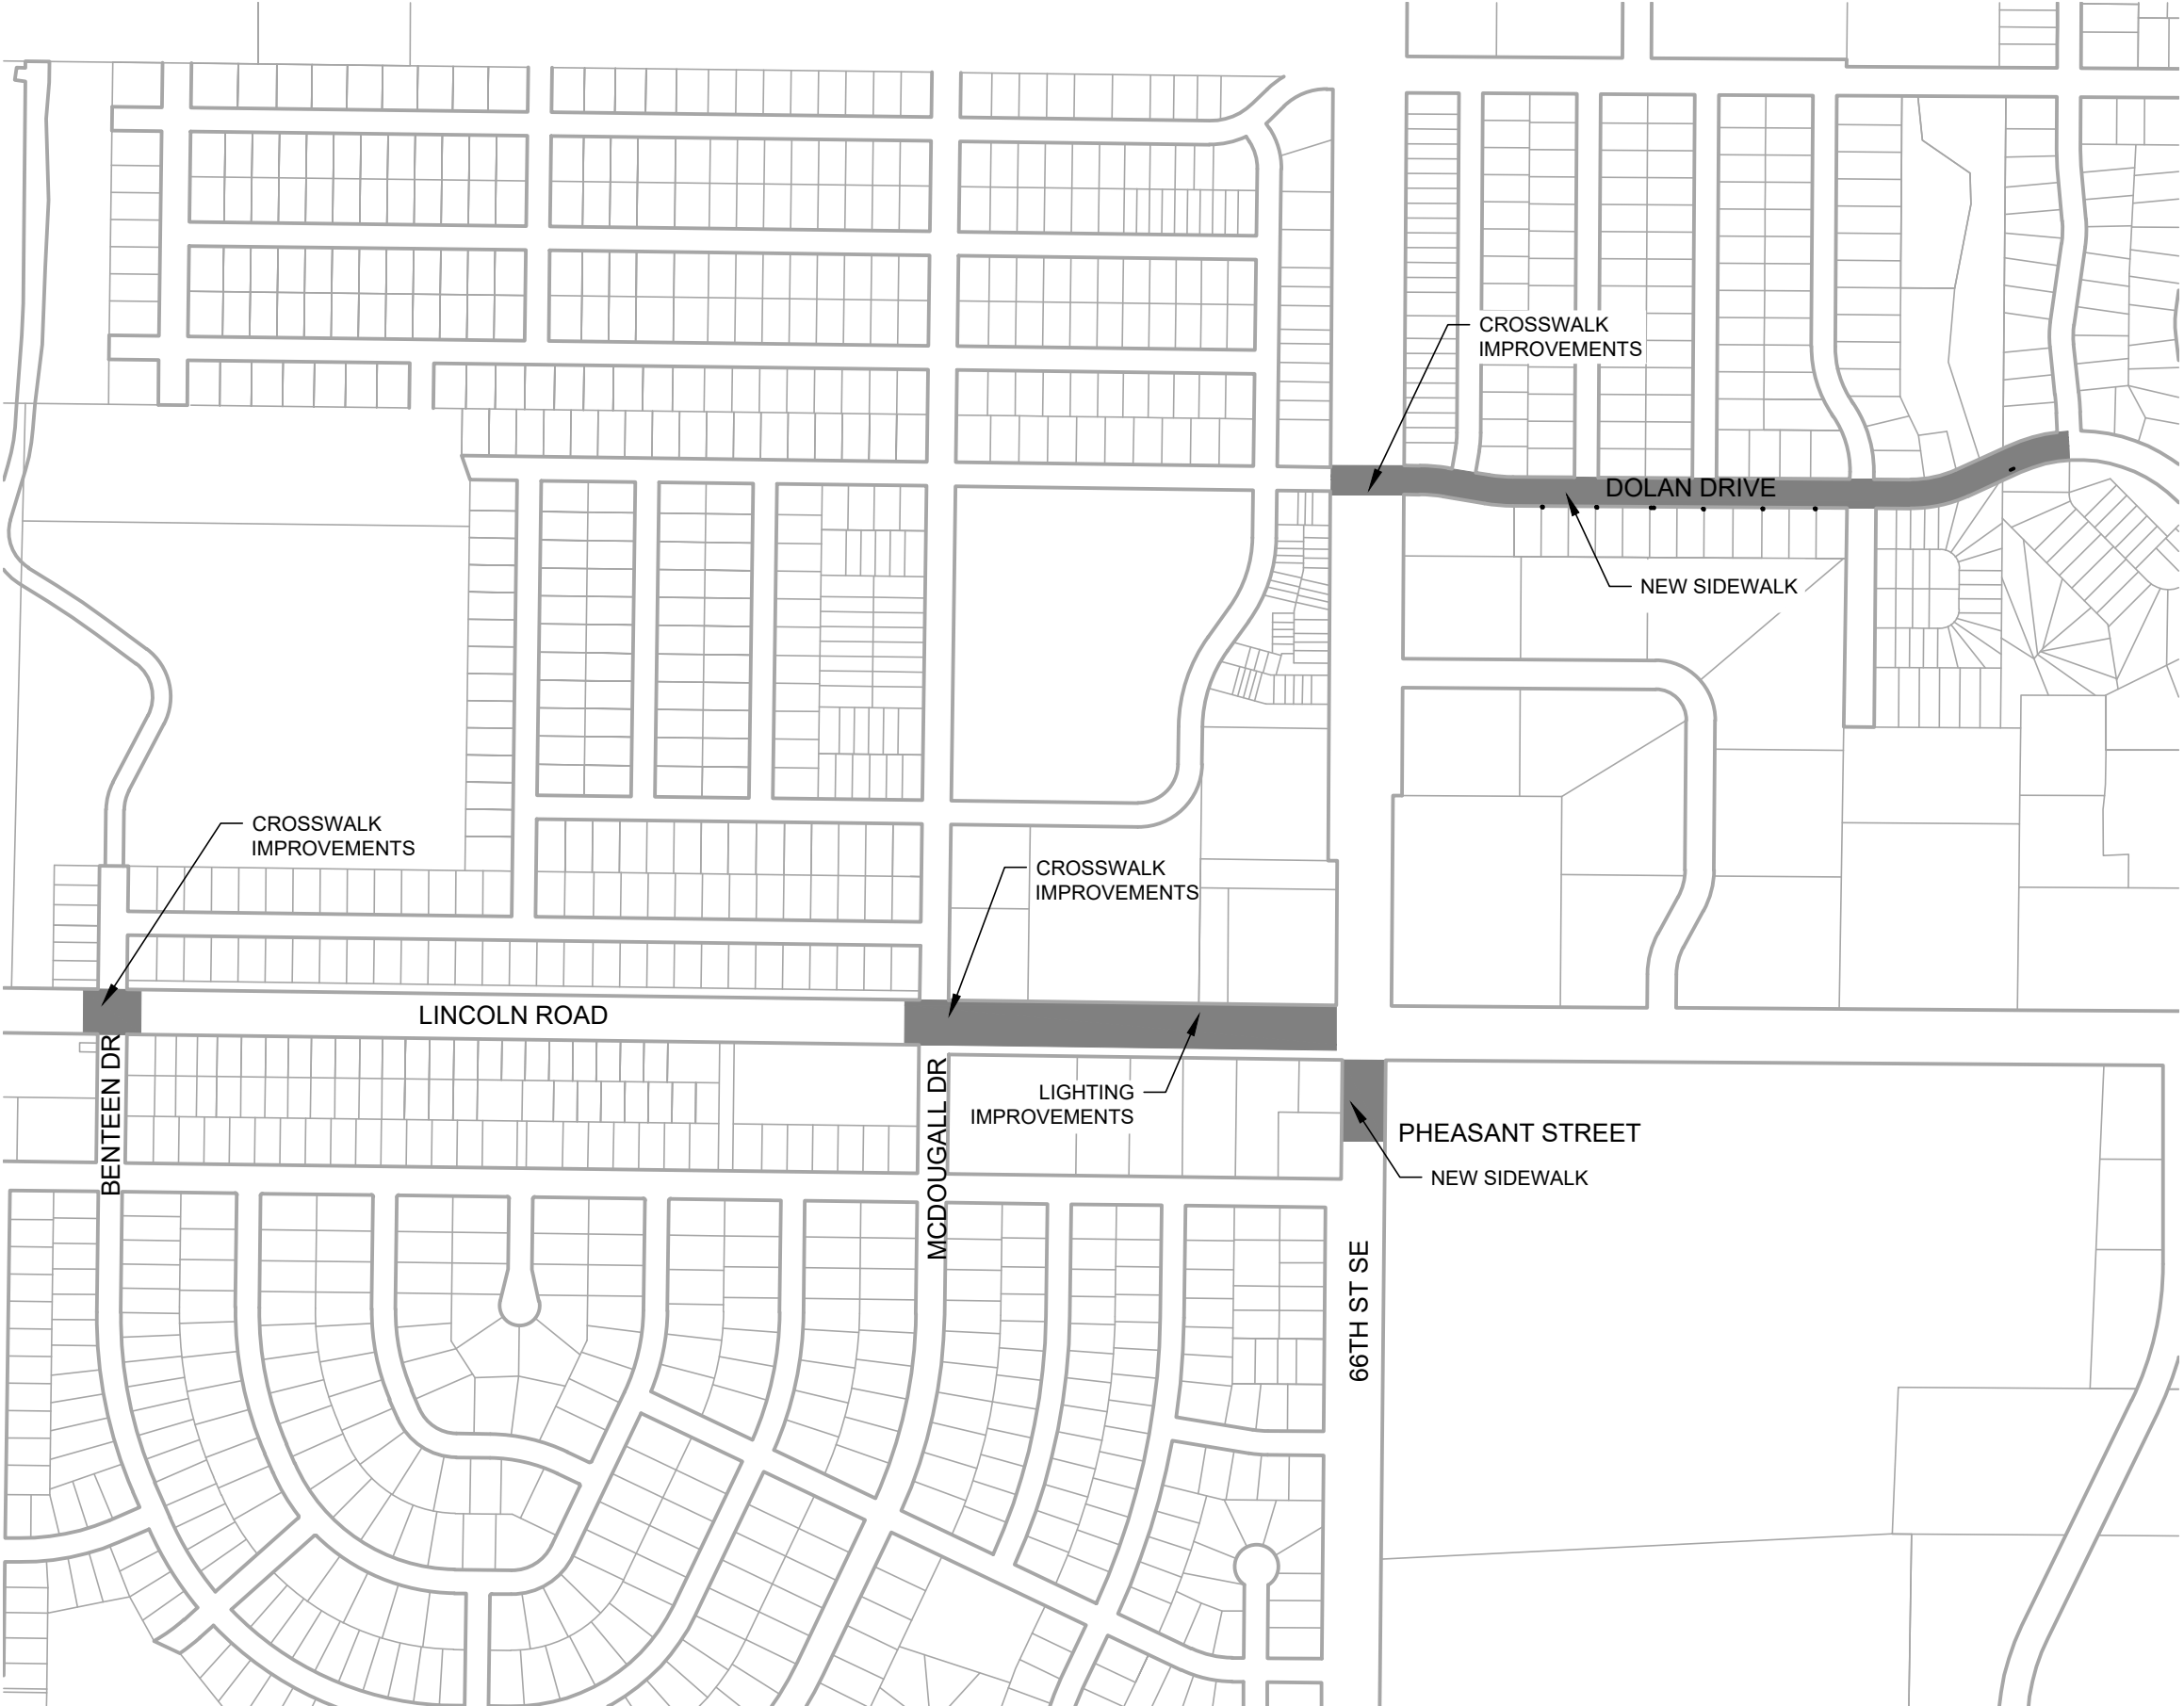 CROSSWALK
IMPROVEMENTS
DOLAN DRIVE
NEW SIDEWALK
CROSSWALK
IMPROVEMENTS
CROSSWALK
IMPROVEMENTS
LINCOLN ROAD
BENTEEN DR
MCDOUGALL DR
LIGHTING
IMPROVEMENTS
PHEASANT STREET
NEW SIDEWALK
66TH ST SE